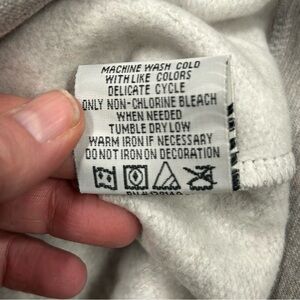 MACHINE WASH COLD
WITH LIKE COLORS
DELICATE CYCLE
ONLY NON-CHLORINE BLEACH
WHEN NEEDED
TUMBLE DRY LOW
WARM IRON IF NECESSARY
DO NOT IRON ON DECORATION